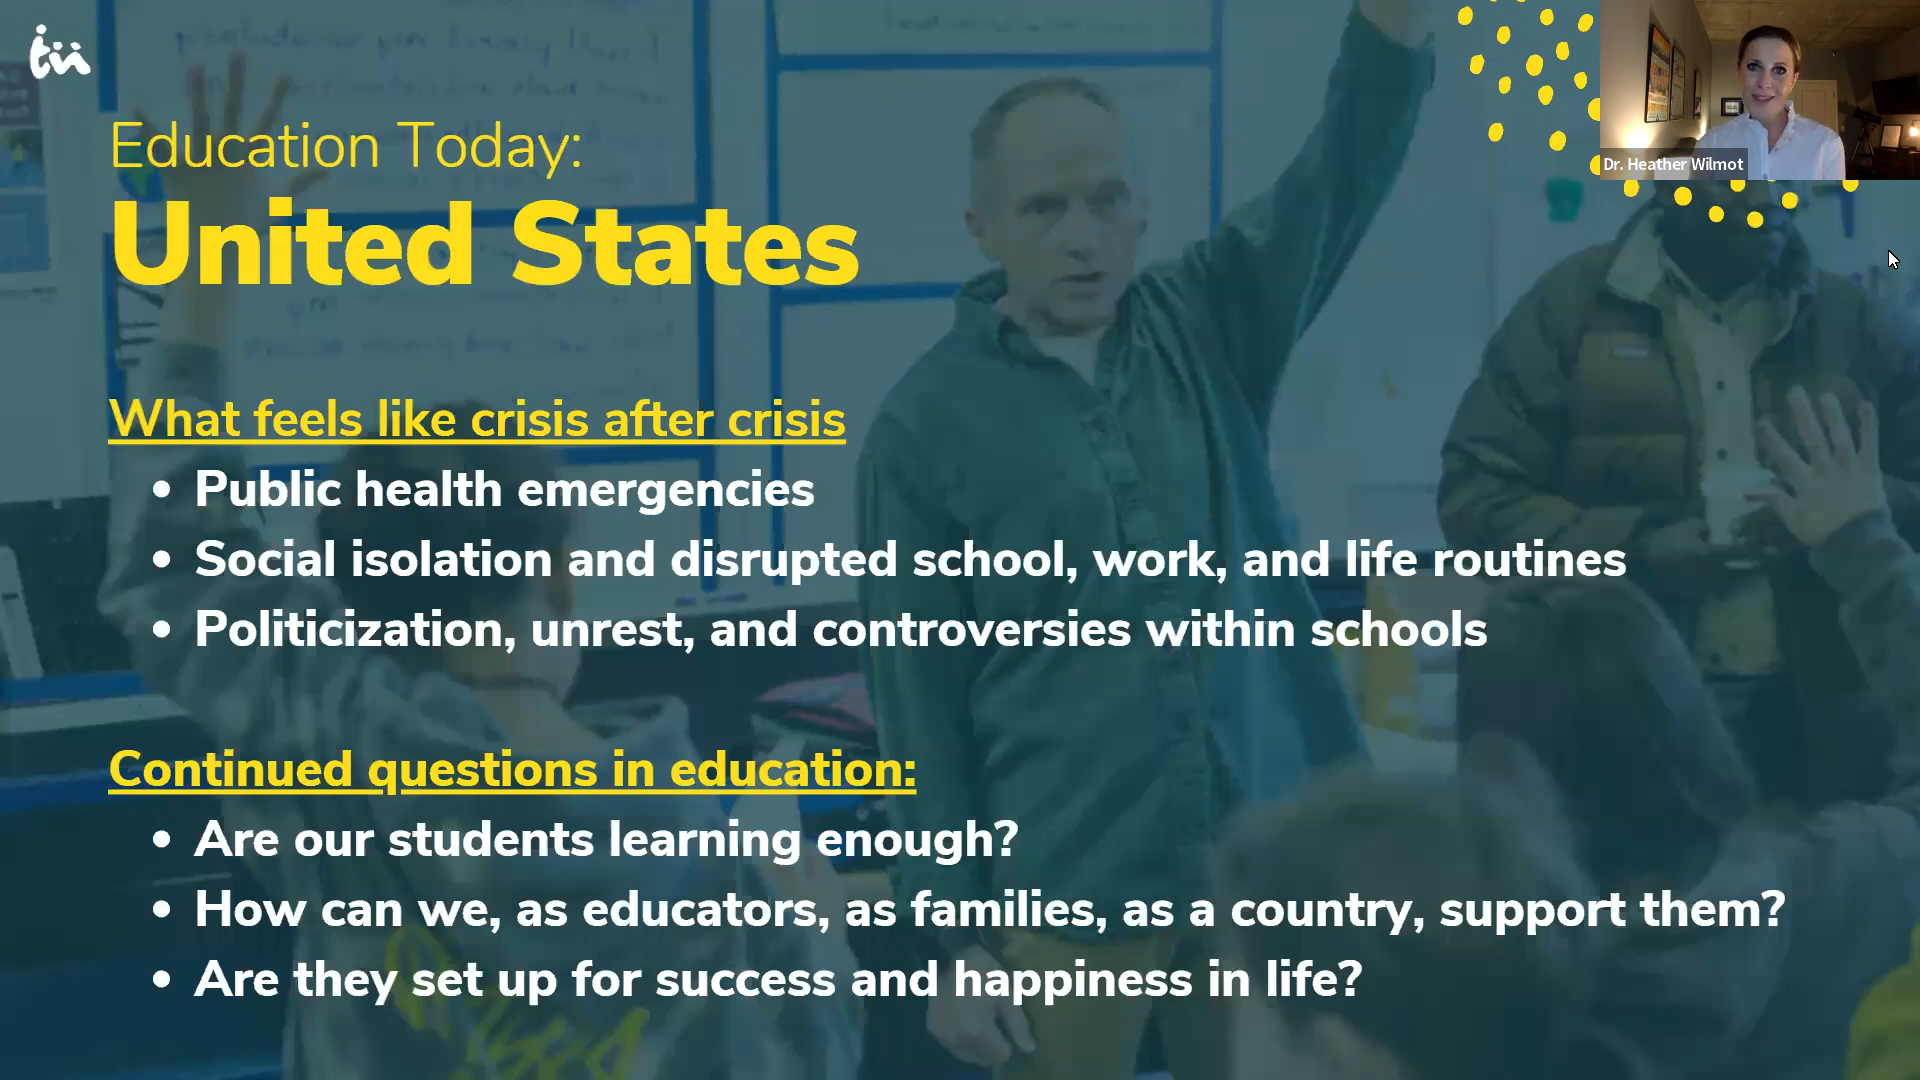 Education Today:
United States
Dr. Heather Wilmot
What feels like crisis after crisis
• Public health emergencies
• Social isolation and disrupted school, work, and life routines
• Politicization, unrest, and controversies within schools
Continued questions in education:
• Are our students learning enough?
• How can we, as educators, as families, as a country, support them?
• Are they set up for success and happiness in life?